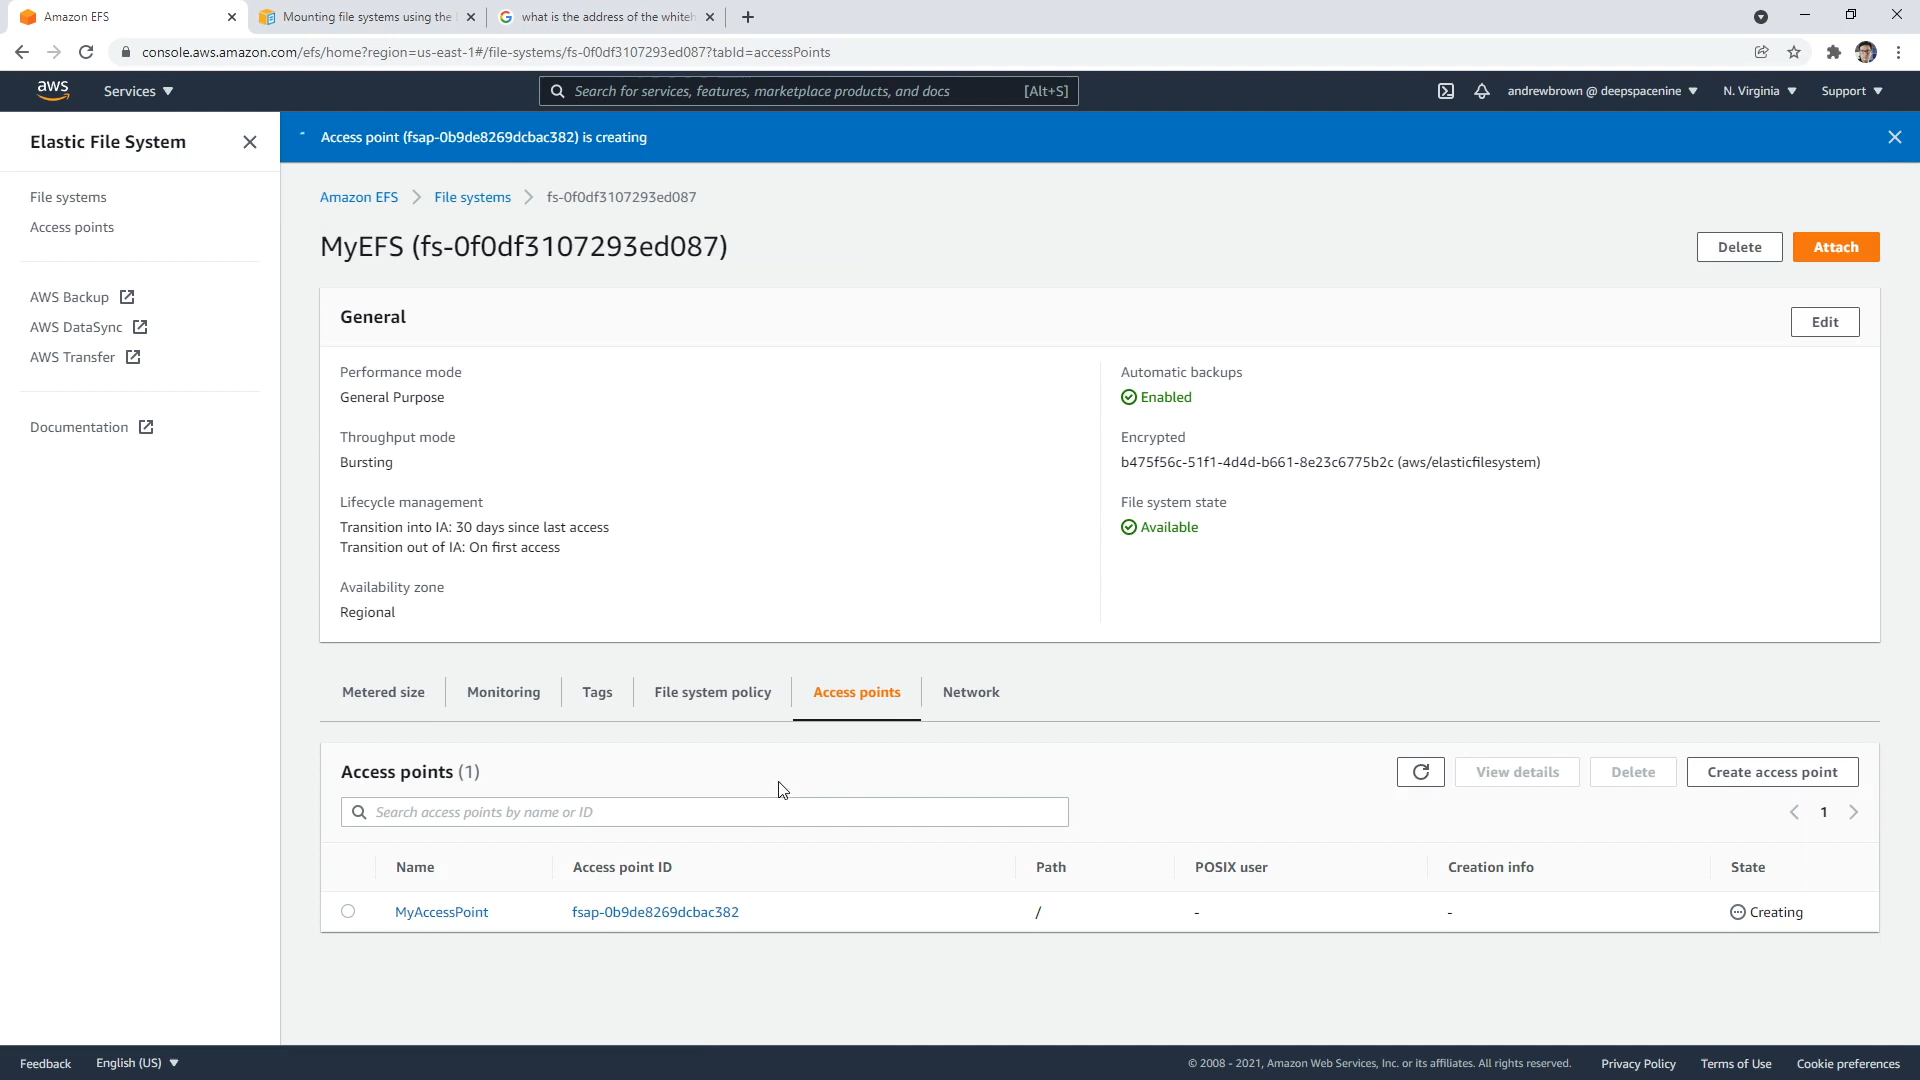 Amazon EFS
Mounting file systems using the
what is the address of the whiteh
console.aws.amazon.com/efs/home?region=us-east-1#/file-systems/fs-0f0df3107293ed087?tabId=accessPoints
aws
Services
Search for services, features, marketplace products, and docs
[Alt+S]
andrewbrown @ deepspacenine
N. Virginia
Support
Elastic File System
File systems
Access points
AWS Backup
AWS DataSync
AWS Transfer
Documentation
Access point (fsap-0b9de8269dcbac382) is creating
Amazon EFS
File systems
fs-0f0df3107293ed087
MyEFS (fs-0f0df3107293ed087)
Delete
Attach
General
Edit
Performance mode
General Purpose
Throughput mode
Bursting
Lifecycle management
Transition into IA: 30 days since last access
Transition out of IA: On first access
Availability zone
Regional
Automatic backups
Enabled
Encrypted
b475f56c-51f1-4d4d-b661-8e23c6775b2c (aws/elasticfilesystem)
File system state
Available
Metered size
Monitoring
Tags
File system policy
Access points
Network
Access points (1)
View details
Delete
Create access point
Search access points by name or ID
1
Name
Access point ID
Path
POSIX user
Creation info
State
MyAccessPoint
fsap-0b9de8269dcbac382
/
-
-
Creating
Feedback
English (US)
© 2008 - 2021, Amazon Web Services, Inc. or its affiliates. All rights reserved.
Privacy Policy
Terms of Use
Cookie preferences